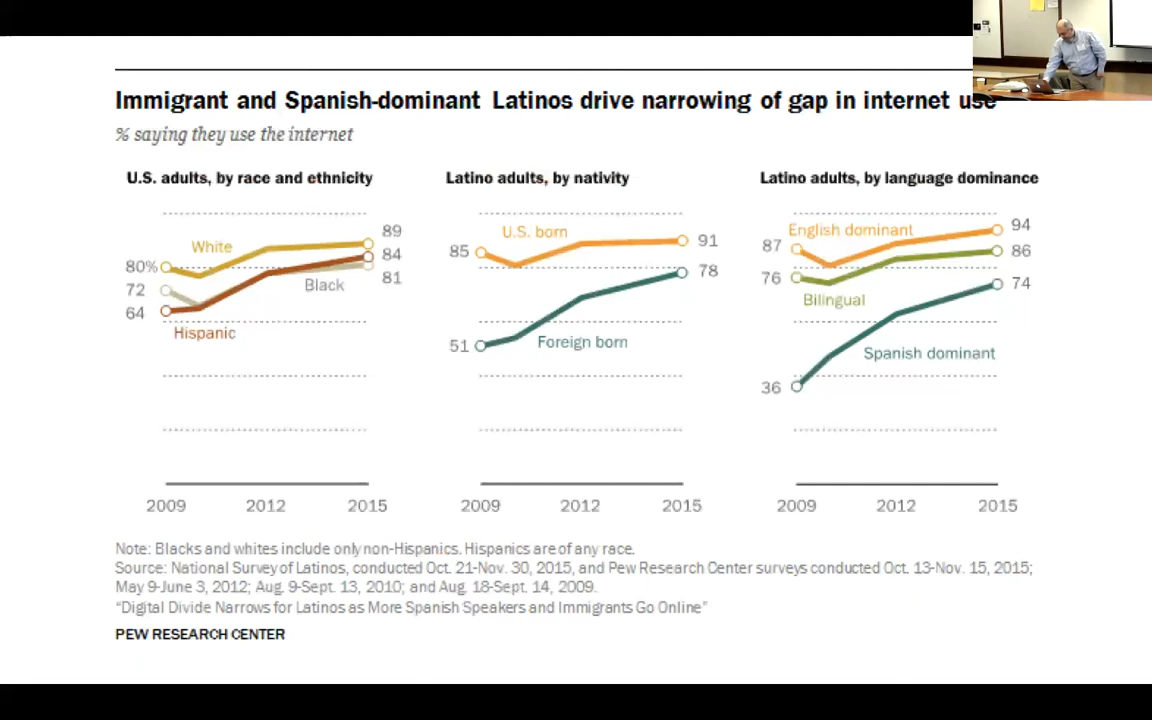 Immigrant and Spanish-dominant Latinos drive narrowing of gap in internet use
% saying they use the internet
U.S. adults, by race and ethnicity
White
80%
72
64
89
84
81
Black
Hispanic
2009 2012 2015
Latino adults, by nativity
U.S. born
85
91
78
51
Foreign born
2009 2012 2015
Latino adults, by language dominance
English dominant
87
94
86
76
Bilingual
74
Spanish dominant
36
2009 2012 2015
Note: Blacks and whites include only non-Hispanics. Hispanics are of any race.
Source: National Survey of Latinos, conducted Oct. 21-Nov. 30, 2015, and Pew Research Center surveys conducted Oct. 13-Nov. 15, 2015;
May 9-June 3, 2012; Aug. 9-Sept. 13, 2010; and Aug. 18-Sept. 14, 2009.
“Digital Divide Narrows for Latinos as More Spanish Speakers and Immigrants Go Online”
PEW RESEARCH CENTER